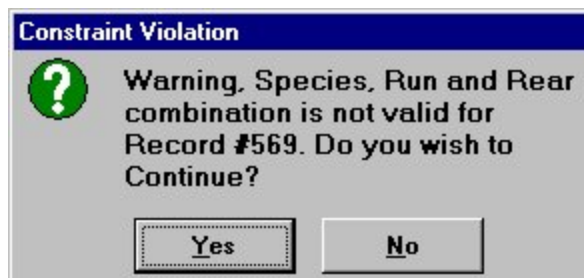 Constraint Violation
Warning, Species, Run and Rear
combination is not valid for
Record #569. Do you wish to
Continue?
Yes
No